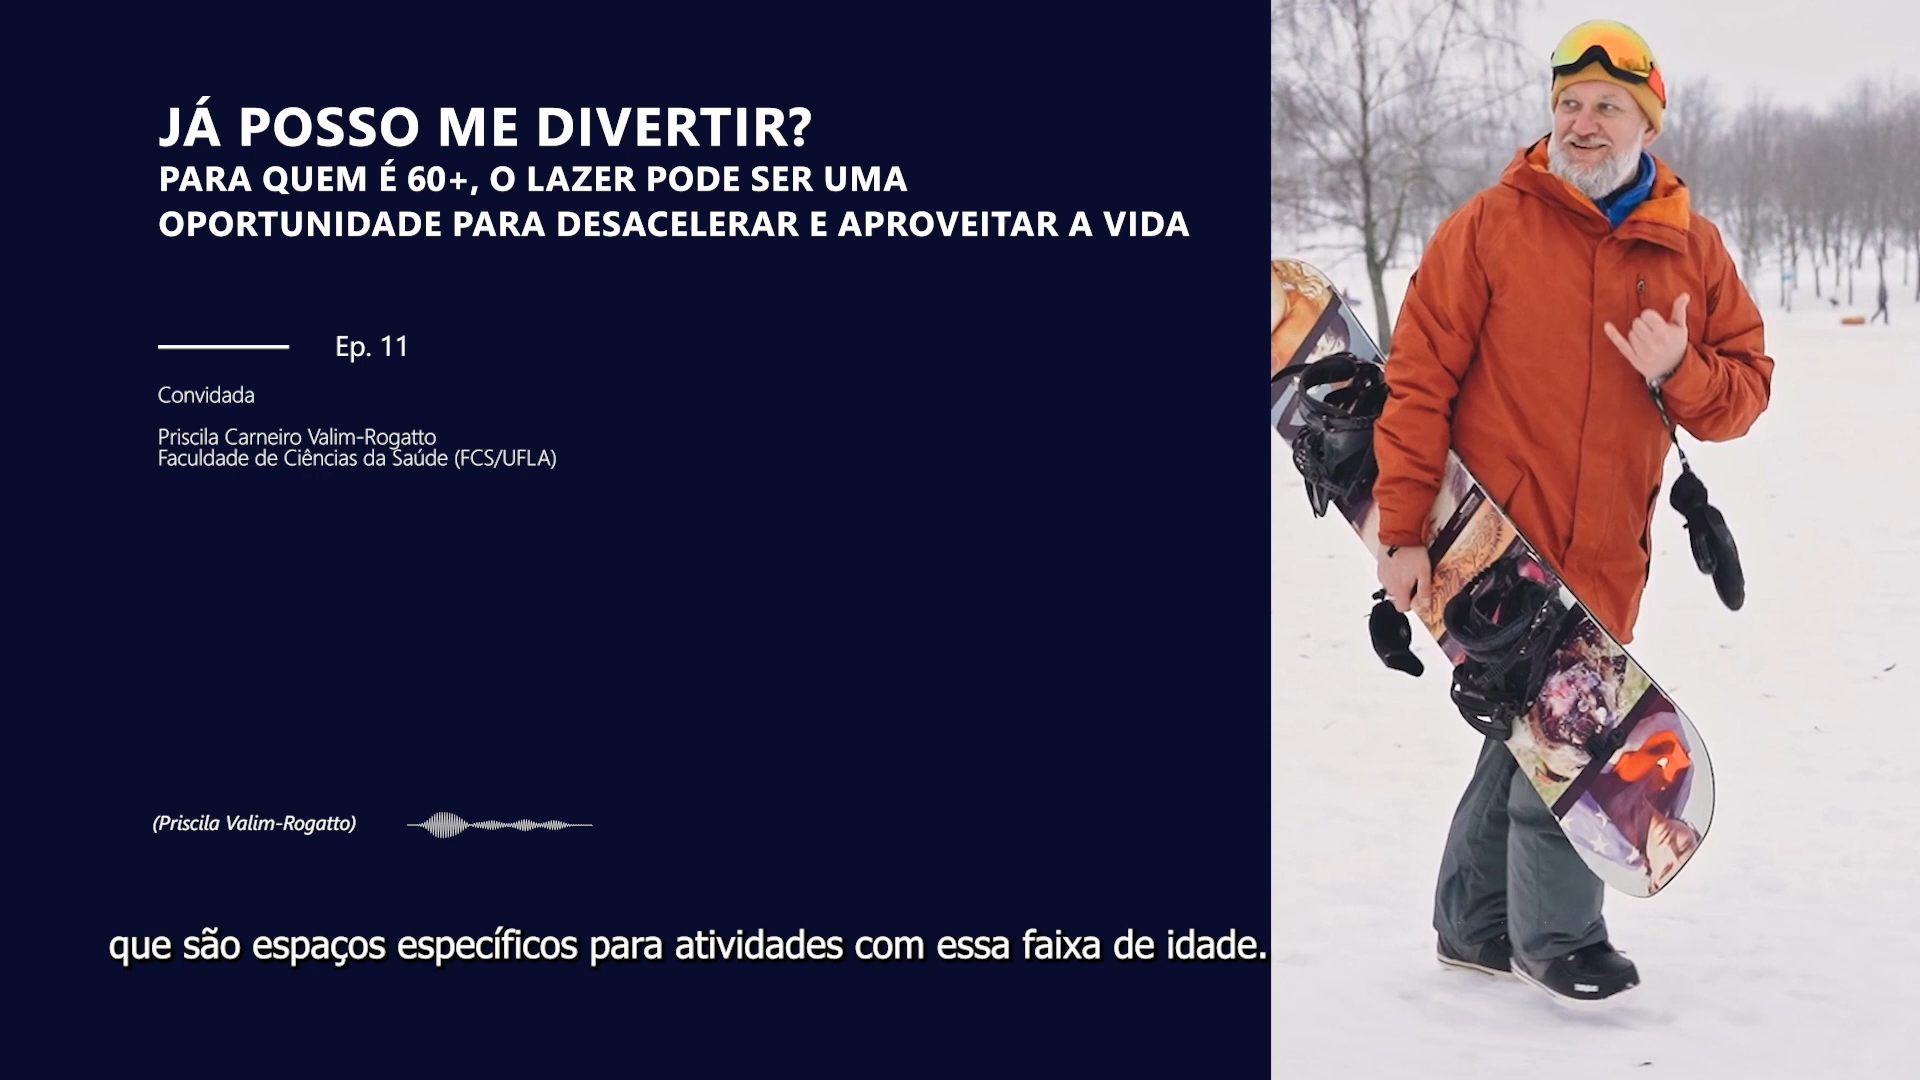 JÁ POSSO ME DIVERTIR?
PARA QUEM É 60+, O LAZER PODE SER UMA
OPORTUNIDADE PARA DESACELERAR E APROVEITAR A VIDA
Ep. 11
Convidada
Priscila Carneiro Valim-Rogatto
Faculdade de Ciências da Saúde (FCS/UFLA)
(Priscila Valim-Rogatto)
que são espaços específicos para atividades com essa faixa de idade.